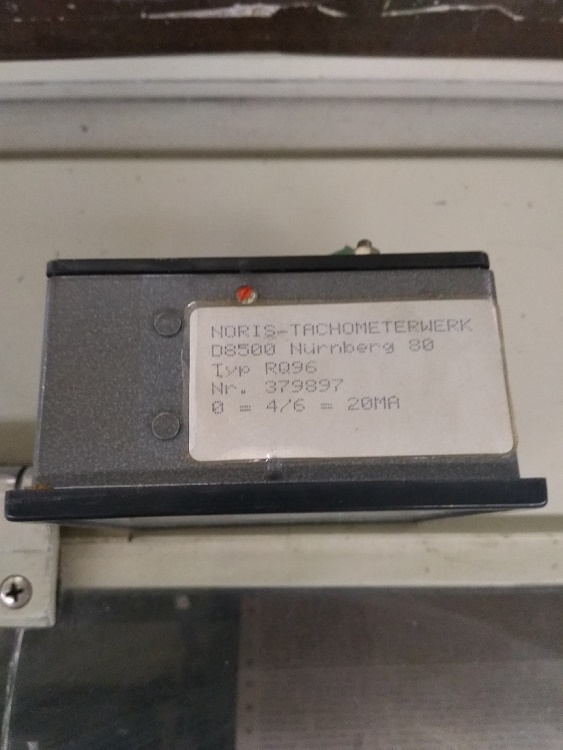 NORIS-TACHOMETERWERK
D8500 Nürnberg 80
Typ RQ96
Nr. 379897
0 = 4/6 = 20MA